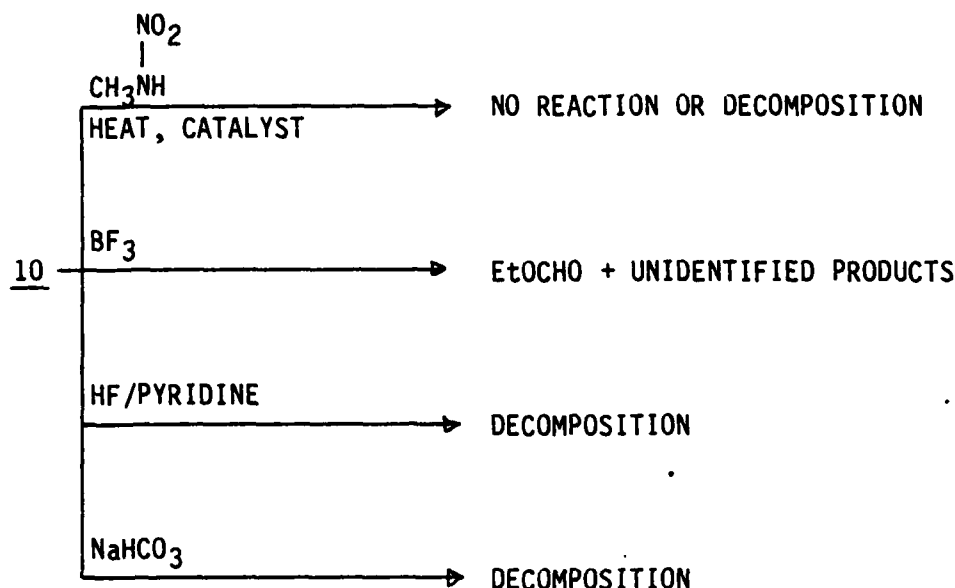 NO2
CH3NH
HEAT, CATALYST
NO REACTION OR DECOMPOSITION
BF3
10
EtOCHO + UNIDENTIFIED PRODUCTS
HF/PYRIDINE
DECOMPOSITION
NaHCO3
DECOMPOSITION